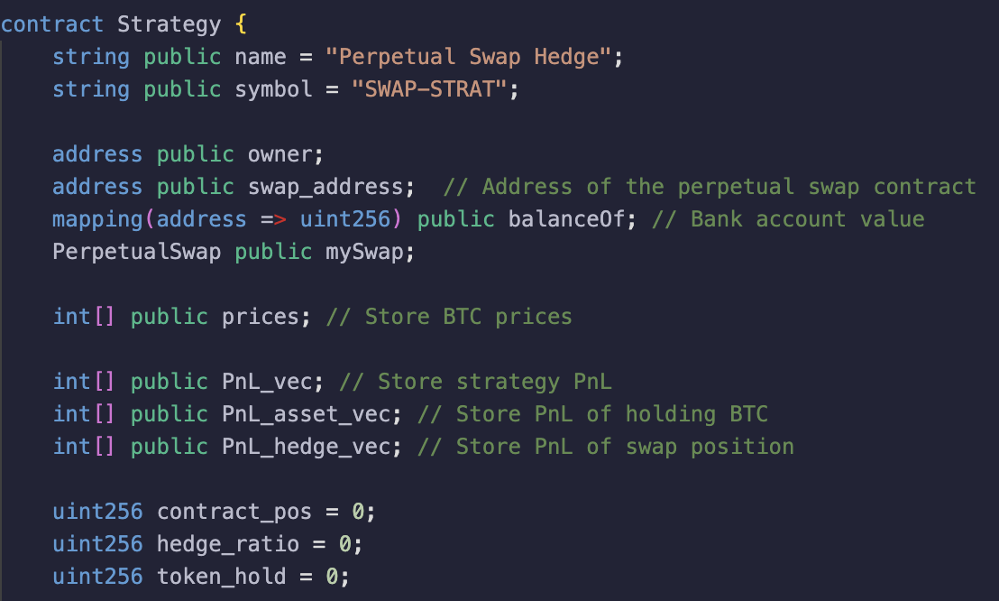 contract Strategy {
string public name = "Perpetual Swap Hedge";
string public symbol = "SWAP-STRAT";
address public owner;
address public swap_address;  // Address of the perpetual swap contract
mapping(address => uint256) public balanceOf; // Bank account value
PerpetualSwap public mySwap;
int[] public prices; // Store BTC prices
int[] public PnL_vec; // Store strategy PnL
int[] public PnL_asset_vec; // Store PnL of holding BTC
int[] public PnL_hedge_vec; // Store PnL of swap position
uint256 contract_pos = 0;
uint256 hedge_ratio = 0;
uint256 token_hold = 0;